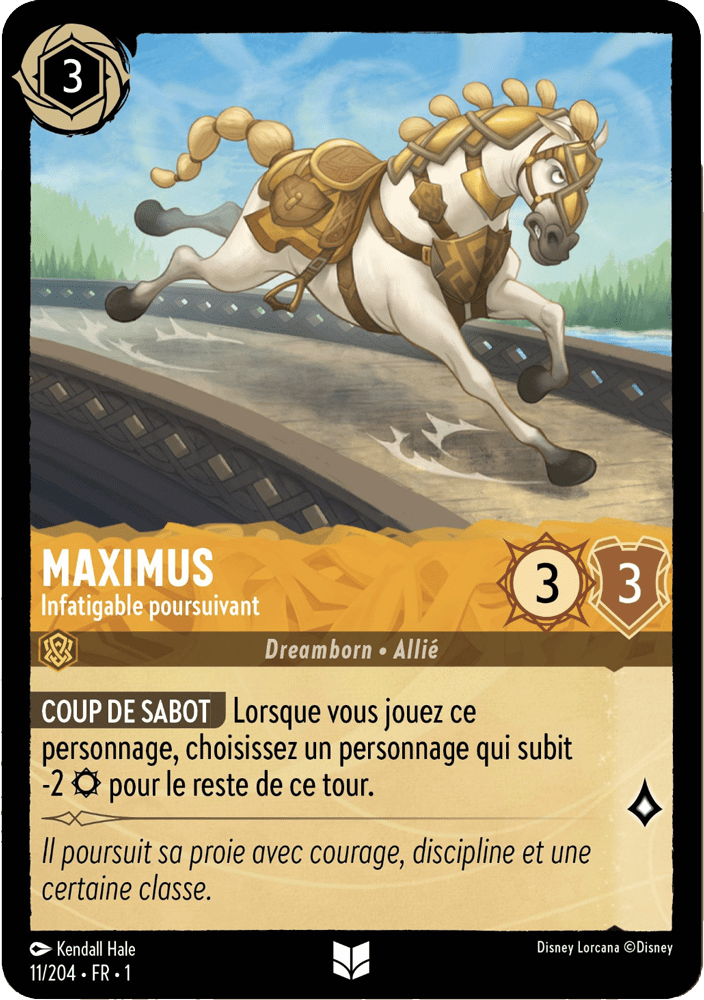 3
MAXIMUS
Infatigable poursuivant
3
3
Dreamborn • Allié
COUP DE SABOT Lorsque vous jouez ce
personnage, choisissez un personnage qui subit
-2 pour le reste de ce tour.
Il poursuit sa proie avec courage, discipline et une
certaine classe.
Kendall Hale
Disney Lorcana ©Disney
11/204 • FR • 1